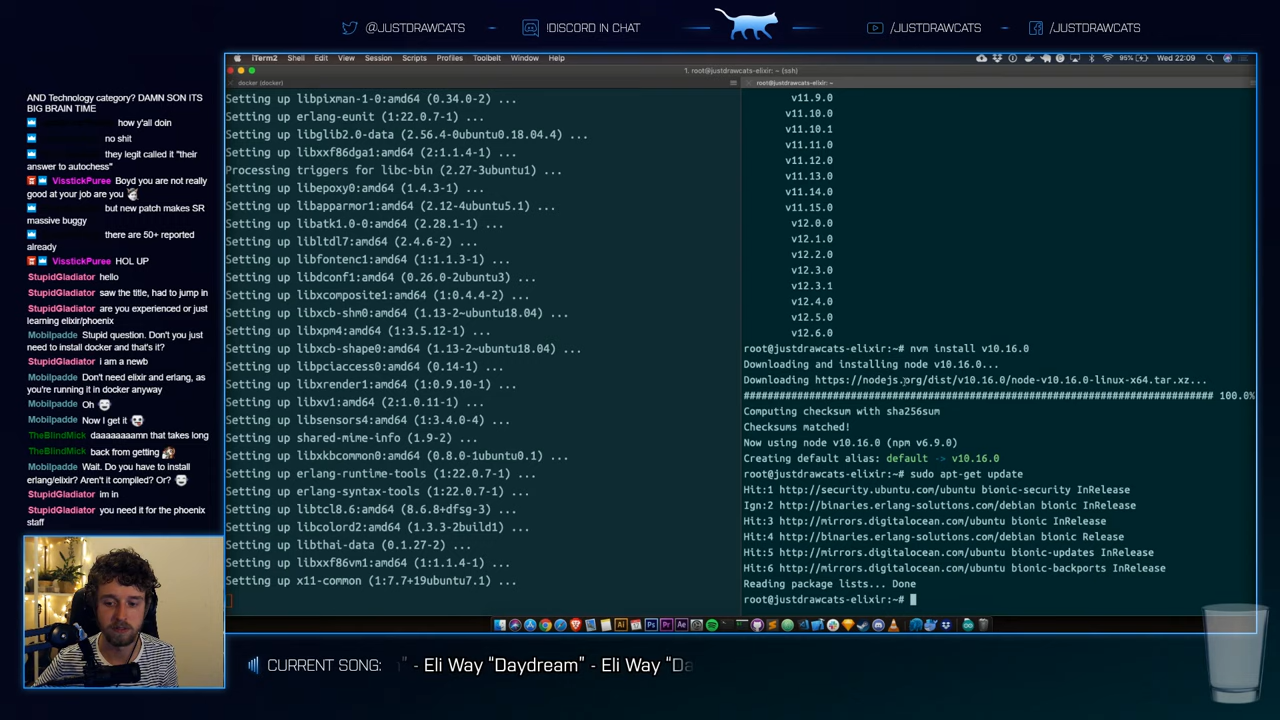 @JUSTDRAWCATS
!DISCORD IN CHAT
/JUSTDRAWCATS
/JUSTDRAWCATS
AND Technology category? DAMN SON ITS
BIG BRAIN TIME
how y'all doin
no shit
they legit called it "their
answer to autochess"
VisstickPuree Boyd you are not really
good at your job are you
but new patch makes SR
massive buggy
there are 50+ reported
already
VisstickPuree HOL UP
StupidGladiator hello
StupidGladiator saw the title, had to jump in
StupidGladiator are you experienced or just
learning elixir/phoenix
Mobilpadde Stupid question. Don't you just
need to install docker and that's it?
StupidGladiator i am a newb
Mobilpadde Don't need elixir and erlang, as
you're running it in docker anyway
Mobilpadde Oh
Mobilpadde Now I get it
TheBlindMick daaaaaaamn that takes long
TheBlindMick back from getting
Mobilpadde Wait. Do you have to install
erlang/elixir? Aren't it compiled? Or?
StupidGladiator im in
StupidGladiator you need it for the phoenix
staff
iTerm2 Shell Edit View Session Scripts Profiles Toolbelt Window Help
95% Wed 22:09
1. root@justdrawcats-elixir: (ssh)
docker (docker)
root@justdrawcats-elixir: (ssh)
Setting up libpixman-1-0:amd64 (0.34.0-2) ...
Setting up erlang-eunit (1:22.0.7-1) ...
Setting up libglib2.0-data (2.56.4-0ubuntu0.18.04.4) ...
Setting up libxxf86dga1:amd64 (2:1.1.4-1) ...
Processing triggers for libc-bin (2.27-3ubuntu1) ...
Setting up libepoxy0:amd64 (1.4.3-1) ...
Setting up libapparmor1:amd64 (2.12-4ubuntu5.1) ...
Setting up libatk1.0-0:amd64 (2.28.1-1) ...
Setting up libltdl7:amd64 (2.4.6-2) ...
Setting up libfontenc1:amd64 (1:1.1.3-1) ...
Setting up libdconf1:amd64 (0.26.0-2ubuntu3) ...
Setting up libxcomposite1:amd64 (1:0.4.4-2) ...
Setting up libxcb-shm0:amd64 (1.13-2~ubuntu18.04) ...
Setting up libxpm4:amd64 (1:3.5.12-1) ...
Setting up libxcb-shape0:amd64 (1.13-2~ubuntu18.04) ...
Setting up libpciaccess0:amd64 (0.14-1) ...
Setting up libxrender1:amd64 (1:0.9.10-1) ...
Setting up libxv1:amd64 (2:1.0.11-1) ...
Setting up libsensors4:amd64 (1:3.4.0-4) ...
Setting up shared-mime-info (1.9-2) ...
Setting up libxkbcommon0:amd64 (0.8.0-1ubuntu0.1) ...
Setting up erlang-runtime-tools (1:22.0.7-1) ...
Setting up erlang-syntax-tools (1:22.0.7-1) ...
Setting up libtcl8.6:amd64 (8.6.8+dfsg-3) ...
Setting up libcolord2:amd64 (1.3.3-2build1) ...
Setting up libthai-data (0.1.27-2) ...
Setting up libxxf86vm1:amd64 (1:1.1.4-1) ...
Setting up x11-common (1:7.7+19ubuntu7.1) ...
v11.9.0
v11.10.0
v11.10.1
v11.11.0
v11.12.0
v11.13.0
v11.14.0
v11.15.0
v12.0.0
v12.1.0
v12.2.0
v12.3.0
v12.3.1
v12.4.0
v12.5.0
v12.6.0
root@justdrawcats-elixir:~# nvm install v10.16.0
Downloading and installing node v10.16.0...
Downloading https://nodejs.org/dist/v10.16.0/node-v10.16.0-linux-x64.tar.xz...
######################################################################## 100.0%
Computing checksum with sha256sum
Checksums matched!
Now using node v10.16.0 (npm v6.9.0)
Creating default alias: default -> v10.16.0
root@justdrawcats-elixir:~# sudo apt-get update
Hit:1 http://security.ubuntu.com/ubuntu bionic-security InRelease
Ign:2 http://binaries.erlang-solutions.com/debian bionic InRelease
Hit:3 http://mirrors.digitalocean.com/ubuntu bionic InRelease
Hit:4 http://binaries.erlang-solutions.com/debian bionic Release
Hit:5 http://mirrors.digitalocean.com/ubuntu bionic-updates InRelease
Hit:6 http://mirrors.digitalocean.com/ubuntu bionic-backports InRelease
Reading package lists... Done
root@justdrawcats-elixir:~#
CURRENT SONG: " - Eli Way "Daydream" - Eli Way "Da